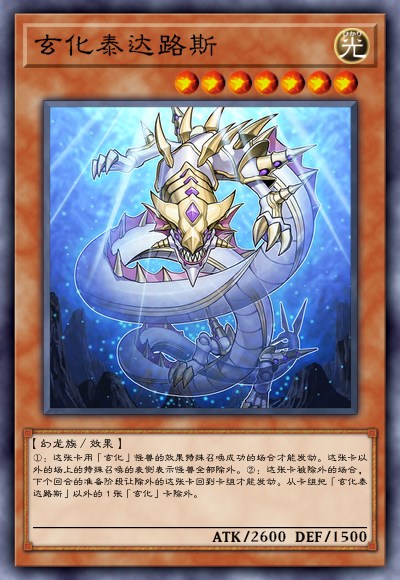 玄化泰达路斯
光
【幻龙族/效果】
①：这张卡用「玄化」怪兽的效果特殊召唤成功的场合才能发动。这张卡以
外的场上的特殊召唤的表侧表示怪兽全部除外。②：这张卡被除外的场合，
下个回合的准备阶段让除外的这张卡回到卡组才能发动。从卡组把「玄化泰
达路斯」以外的1张「玄化」卡除外。
ATK/2600 DEF/1500